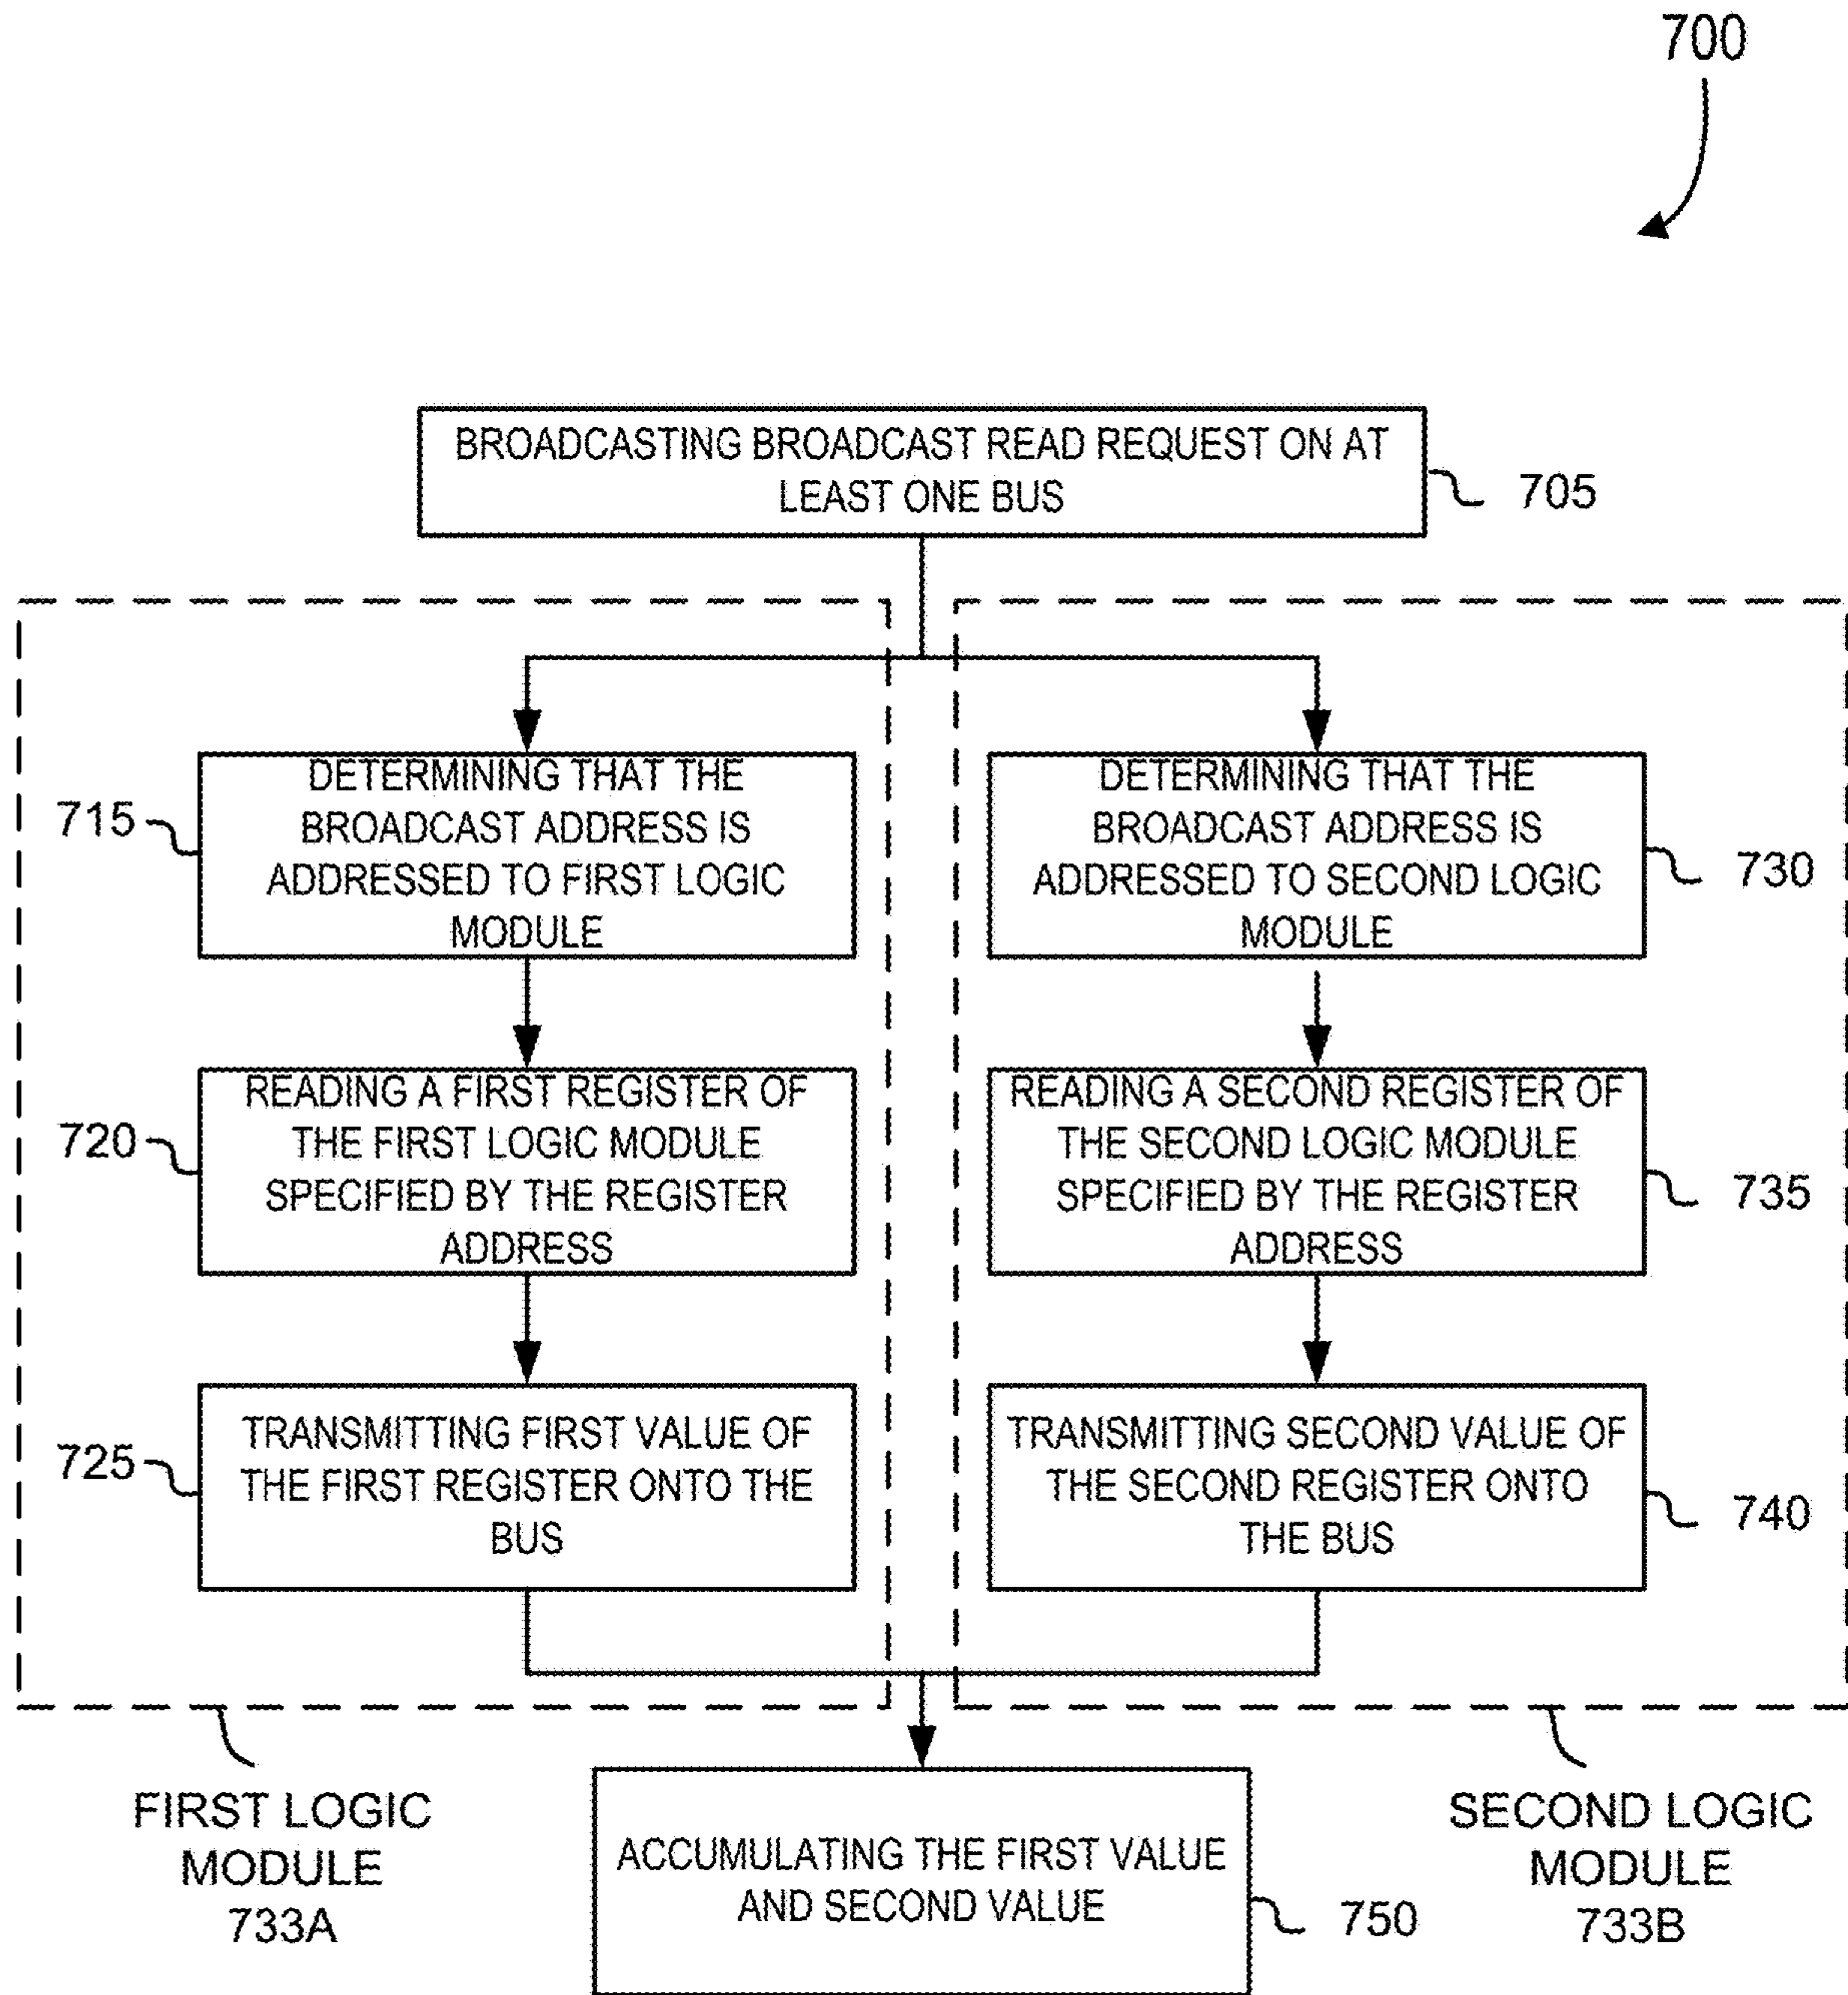 700
BROADCASTING BROADCAST READ REQUEST ON AT
LEAST ONE BUS
705
DETERMINING THAT THE
BROADCAST ADDRESS IS
ADDRESSED TO FIRST LOGIC
MODULE
715
DETERMINING THAT THE
BROADCAST ADDRESS IS
ADDRESSED TO SECOND LOGIC
MODULE
730
READING A FIRST REGISTER OF
THE FIRST LOGIC MODULE
SPECIFIED BY THE REGISTER
ADDRESS
720
READING A SECOND REGISTER OF
THE SECOND LOGIC MODULE
SPECIFIED BY THE REGISTER
ADDRESS
735
TRANSMITTING FIRST VALUE OF
THE FIRST REGISTER ONTO THE
BUS
725
TRANSMITTING SECOND VALUE OF
THE SECOND REGISTER ONTO
THE BUS
740
FIRST LOGIC
MODULE
733A
ACCUMULATING THE FIRST VALUE
AND SECOND VALUE
750
SECOND LOGIC
MODULE
733B